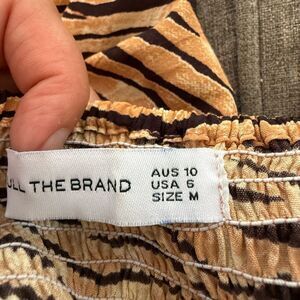 LL THE BRAND
AUS 10
USA 6
SIZE M